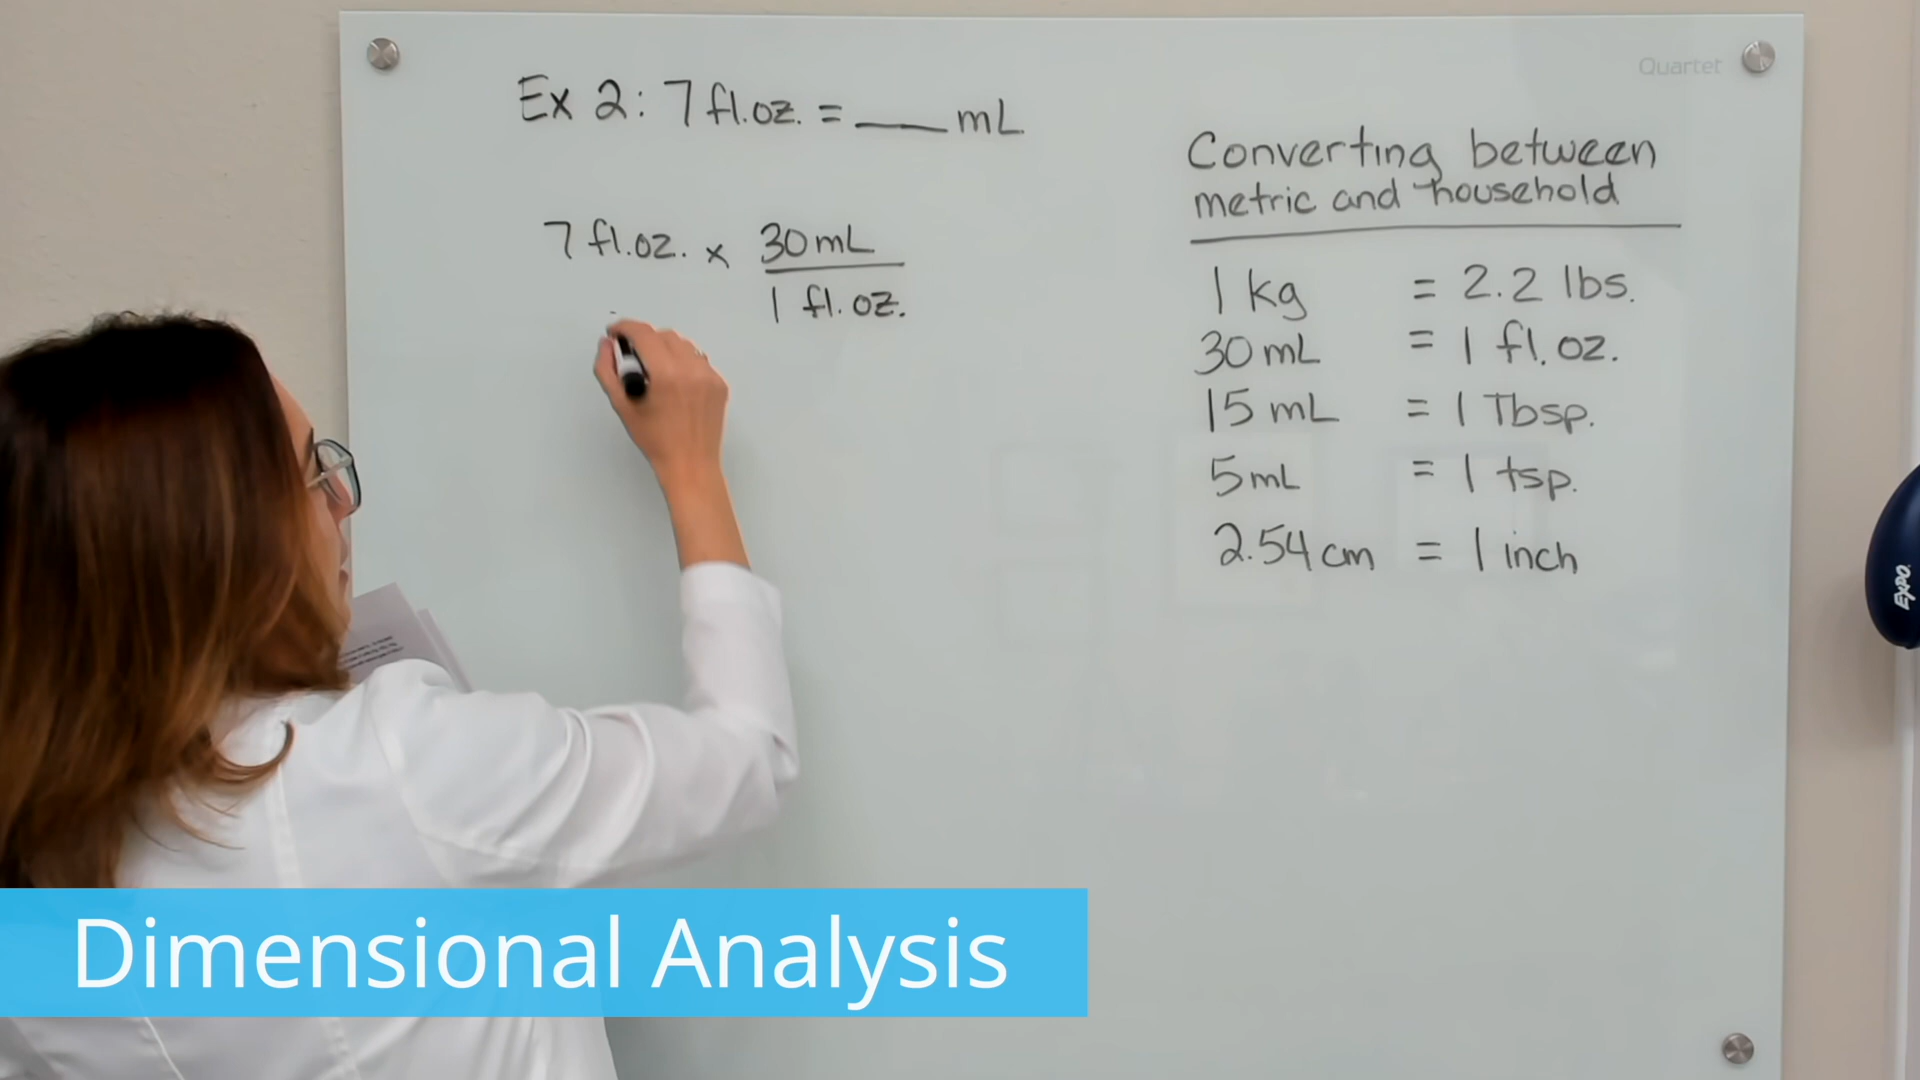 Quartet
Ex 2: 7 fl.oz. = ___ mL
7 fl.oz. x 30 mL
1 fl.oz.
Converting between
metric and household
1 kg = 2.2 lbs.
30 mL = 1 fl.oz.
15 mL = 1 Tbsp.
5 mL = 1 tsp.
2.54 cm = 1 inch
EXPO
Dimensional Analysis